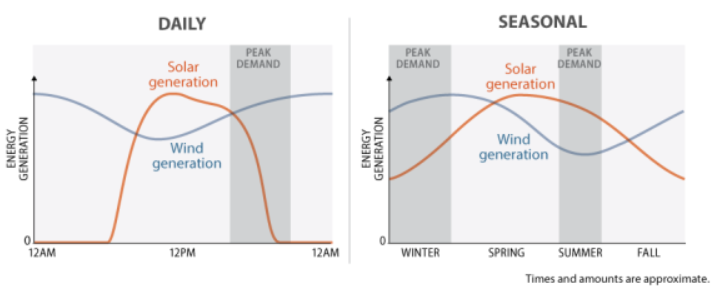 DAILY
ENERGY
GENERATION
0
Solar
generation
Wind
generation
PEAK
DEMAND
12AM
12PM
12AM
SEASONAL
ENERGY
GENERATION
0
PEAK
DEMAND
Solar
generation
Wind
generation
PEAK
DEMAND
WINTER
SPRING
SUMMER
FALL
Times and amounts are approximate.